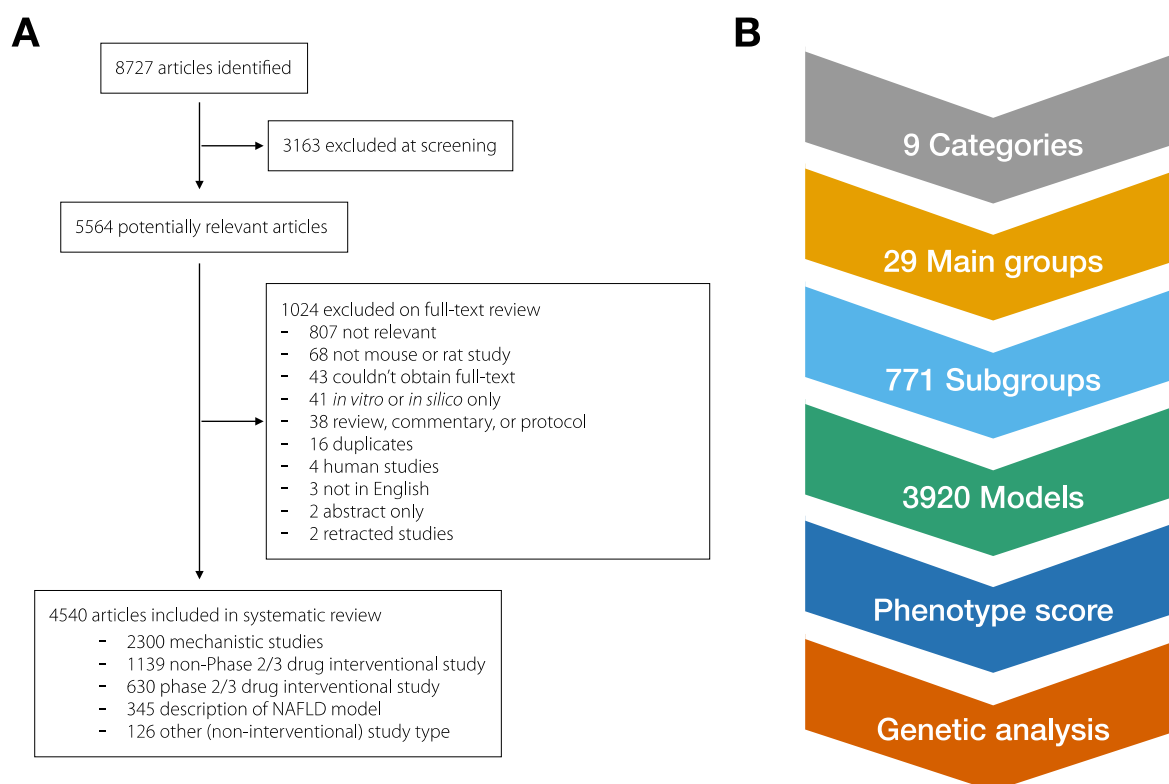 A
8727 articles identified
3163 excluded at screening
5564 potentially relevant articles
1024 excluded on full-text review
- 807 not relevant
- 68 not mouse or rat study
- 43 couldn’t obtain full-text
- 41 in vitro or in silico only
- 38 review, commentary, or protocol
- 16 duplicates
- 4 human studies
- 3 not in English
- 2 abstract only
- 2 retracted studies
4540 articles included in systematic review
- 2300 mechanistic studies
- 1139 non-Phase 2/3 drug interventional study
- 630 phase 2/3 drug interventional study
- 345 description of NAFLD model
- 126 other (non-interventional) study type
B
9 Categories
29 Main groups
771 Subgroups
3920 Models
Phenotype score
Genetic analysis